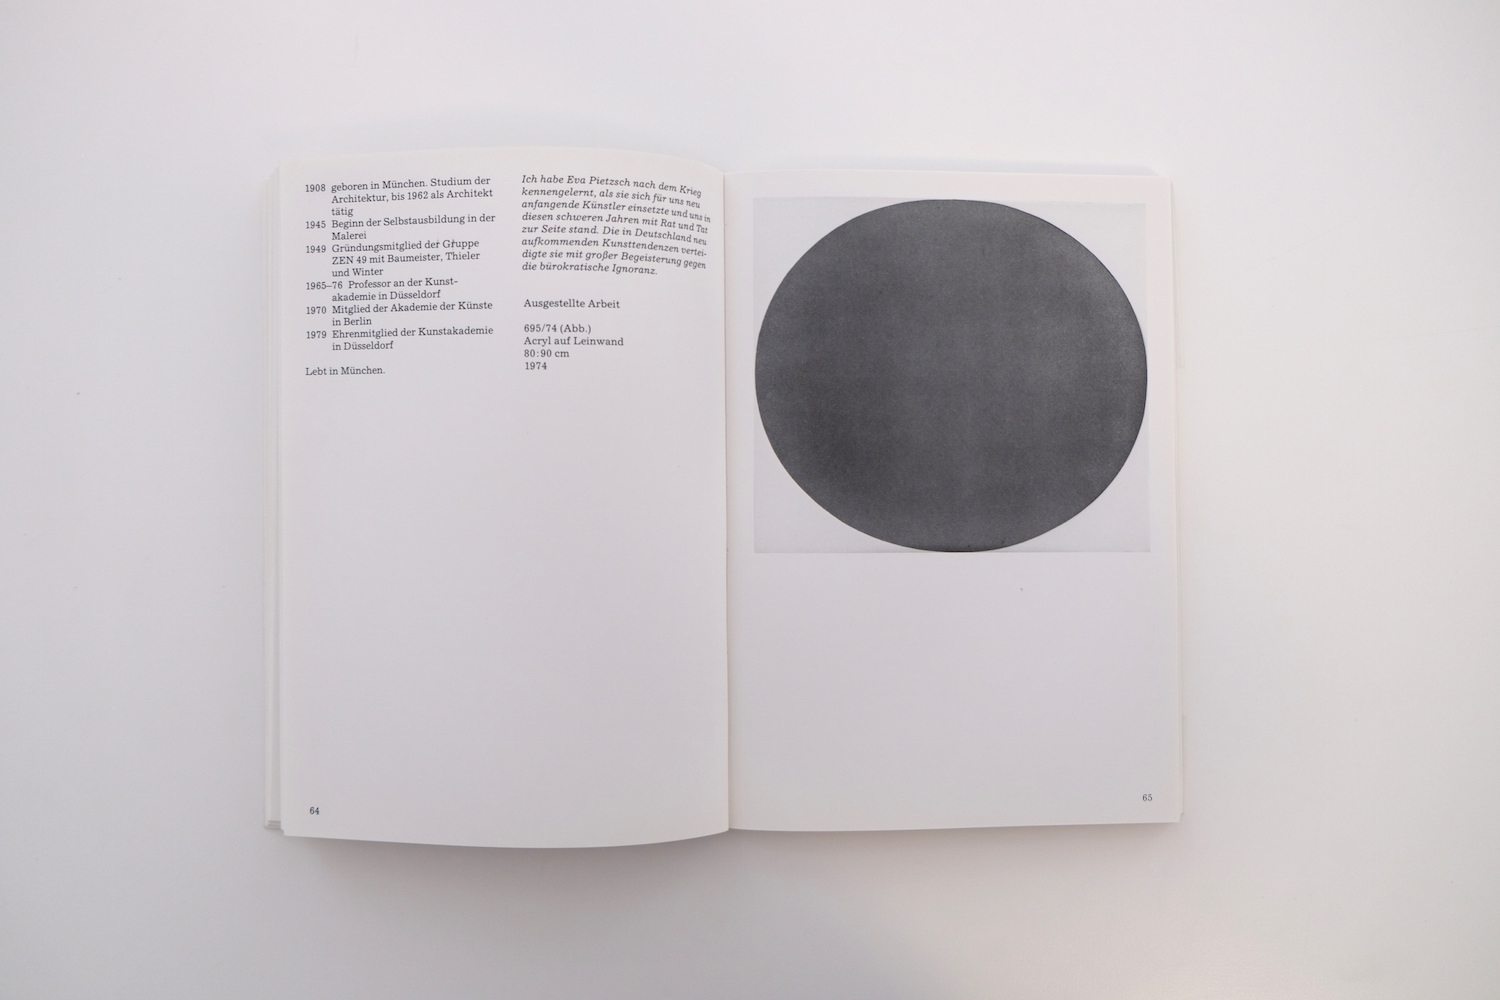 1908 geboren in München. Studium der
Architektur, bis 1962 als Architekt
tätig
1945 Beginn der Selbstausbildung in der
Malerei
1949 Gründungsmitglied der Gruppe
ZEN 49 mit Baumeister, Thieler
und Winter
1965–76 Professor an der Kunst-
akademie in Düsseldorf
1970 Mitglied der Akademie der Künste
in Berlin
1979 Ehrenmitglied der Kunstakademie
in Düsseldorf
Lebt in München.
Ich habe Eva Pietzsch nach dem Krieg
kennengelernt, als sie sich für uns neu
anfangende Künstler einsetzte und uns in
diesen schweren Jahren mit Rat und Tat
zur Seite stand. Die in Deutschland neu
aufkommenden Kunsttendenzen vertei-
digte sie mit großer Begeisterung gegen
die bürokratische Ignoranz.
Ausgestellte Arbeit
695/74 (Abb.)
Acryl auf Leinwand
80:90 cm
1974
64
65